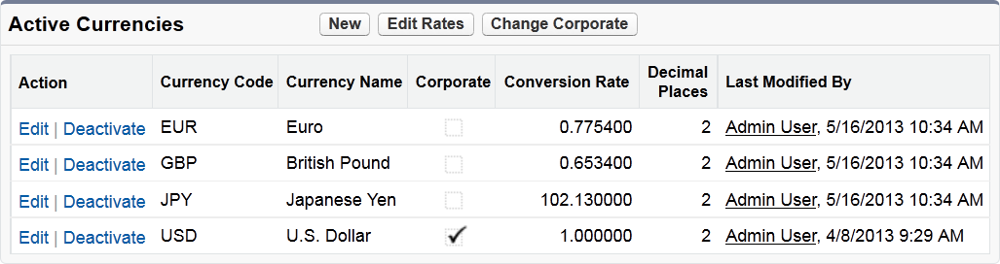 Active Currencies New Edit Rates Change Corporate
Action Currency Code Currency Name Corporate Conversion Rate Decimal Places Last Modified By
Edit | Deactivate EUR Euro 0.775400 2 Admin User, 5/16/2013 10:34 AM
Edit | Deactivate GBP British Pound 0.653400 2 Admin User, 5/16/2013 10:34 AM
Edit | Deactivate JPY Japanese Yen 102.130000 2 Admin User, 5/16/2013 10:34 AM
Edit | Deactivate USD U.S. Dollar 1.000000 2 Admin User, 4/8/2013 9:29 AM